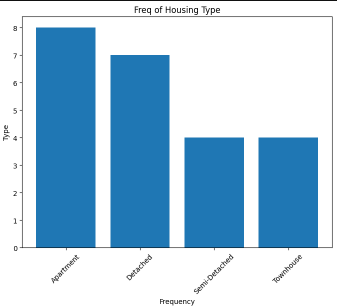 Freq of Housing Type
Type
8
7
6
5
4
3
2
1
0
Apartment
Detached
Semi-Detached
Townhouse
Frequency